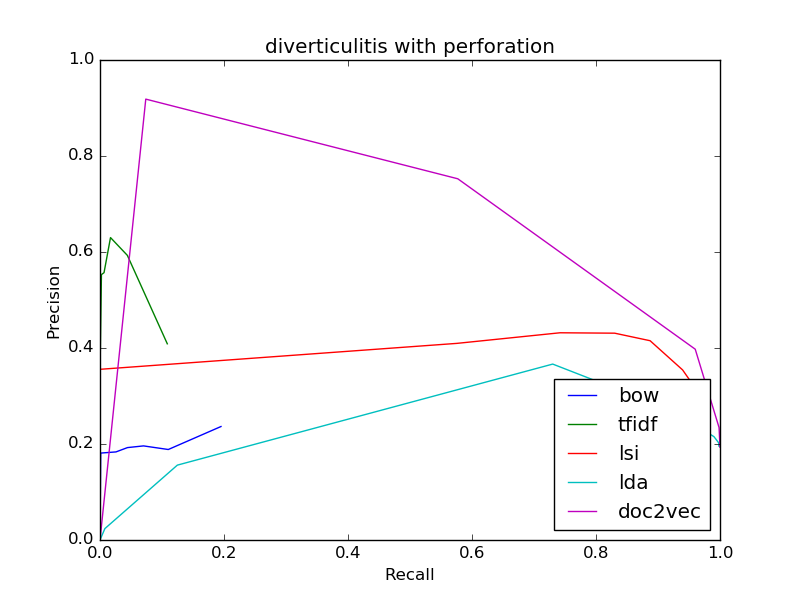 diverticulitis with perforation
1.0
0.8
0.6
0.4
0.2
0.0
Precision
0.0 0.2 0.4 0.6 0.8 1.0
Recall
bow
tfidf
lsi
lda
doc2vec